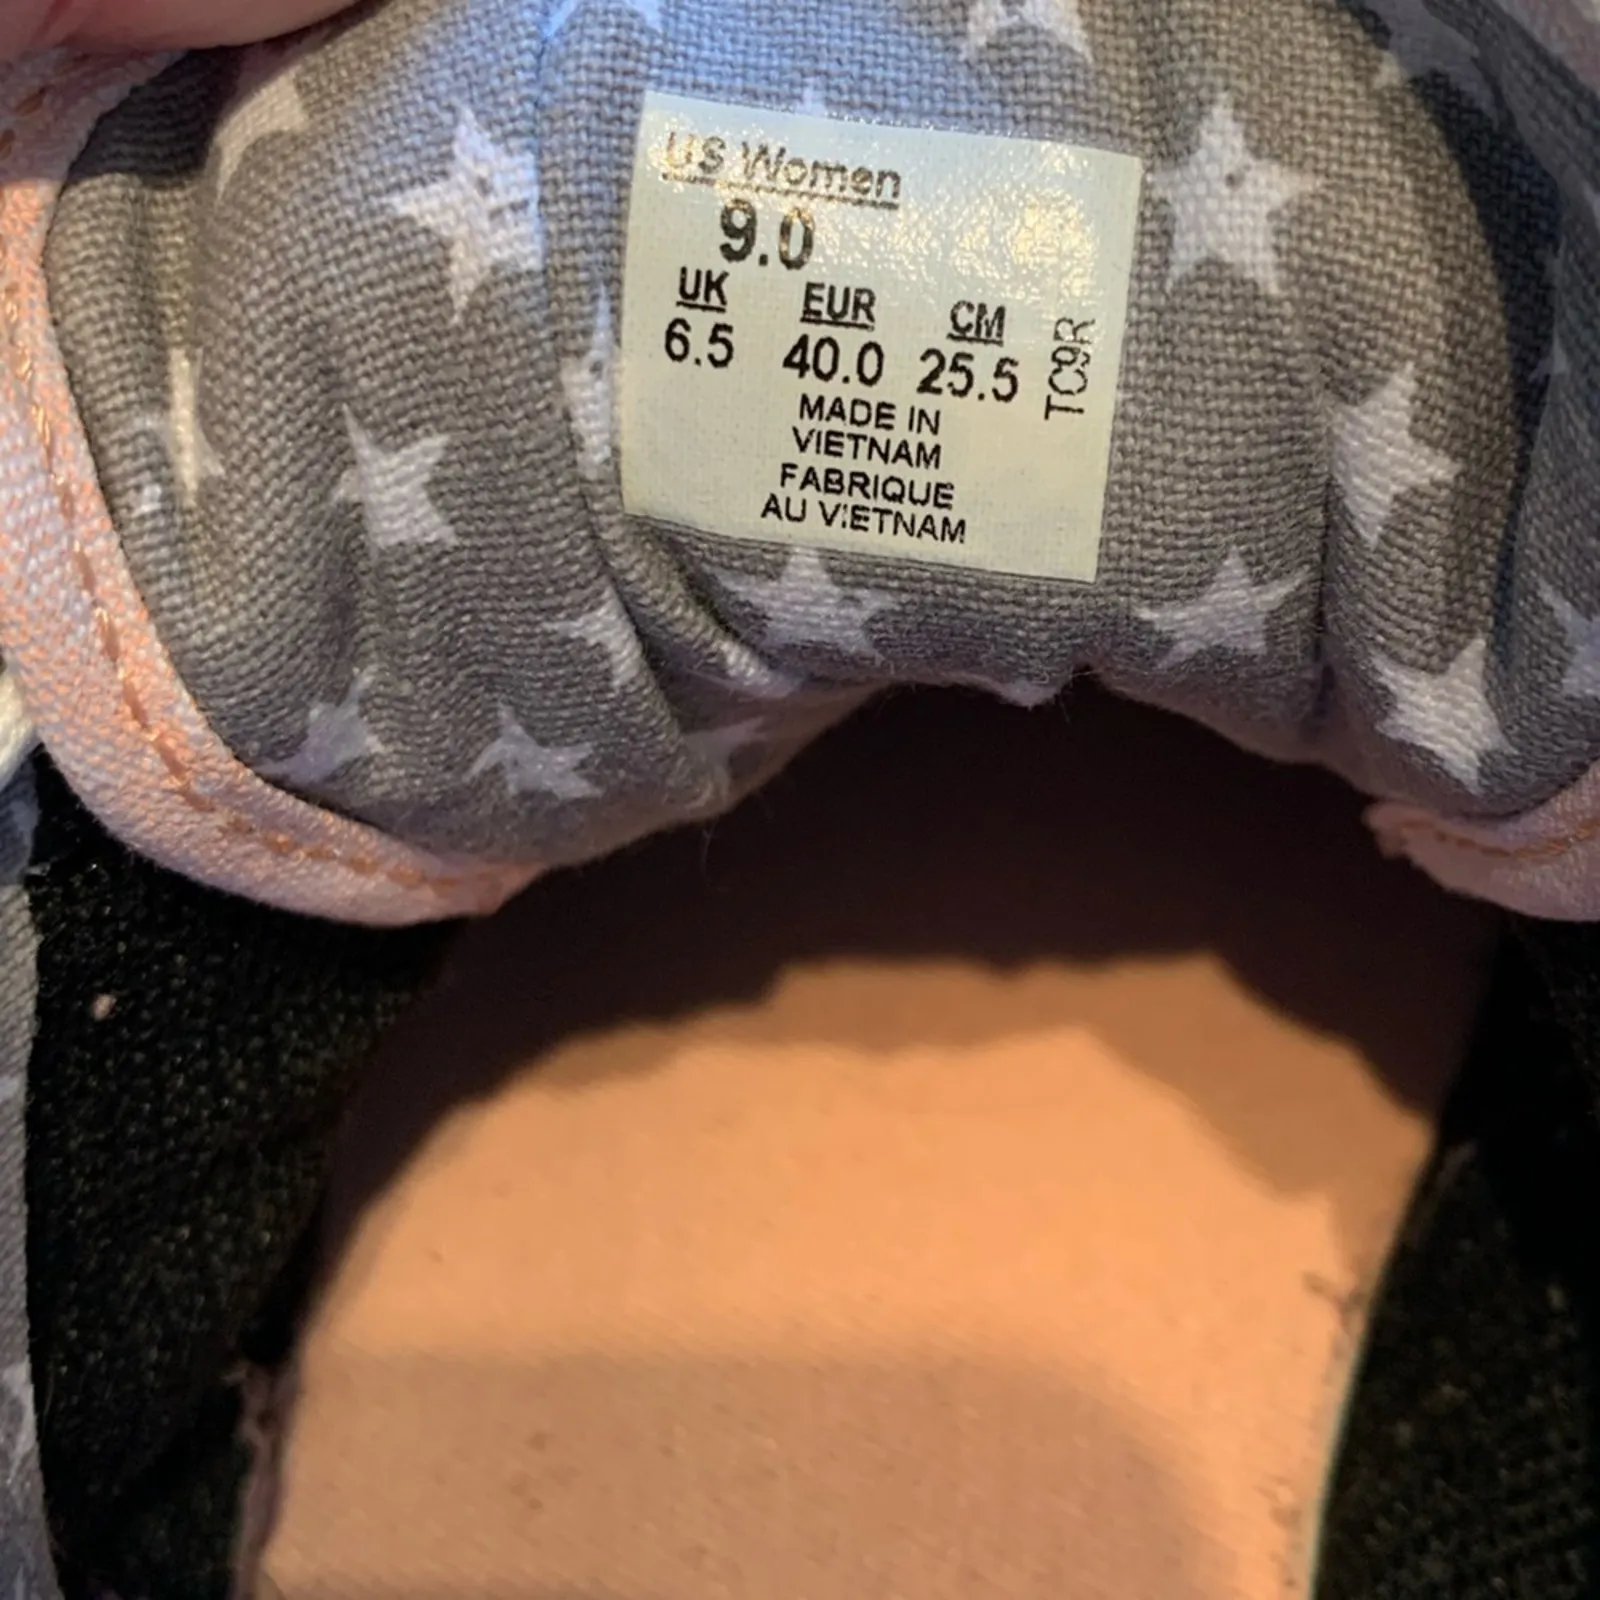 US Women
9.0
UK EUR CM
6.5 40.0 25.5
MADE IN
VIETNAM
FABRIQUE
AU VIETNAM
TC9R